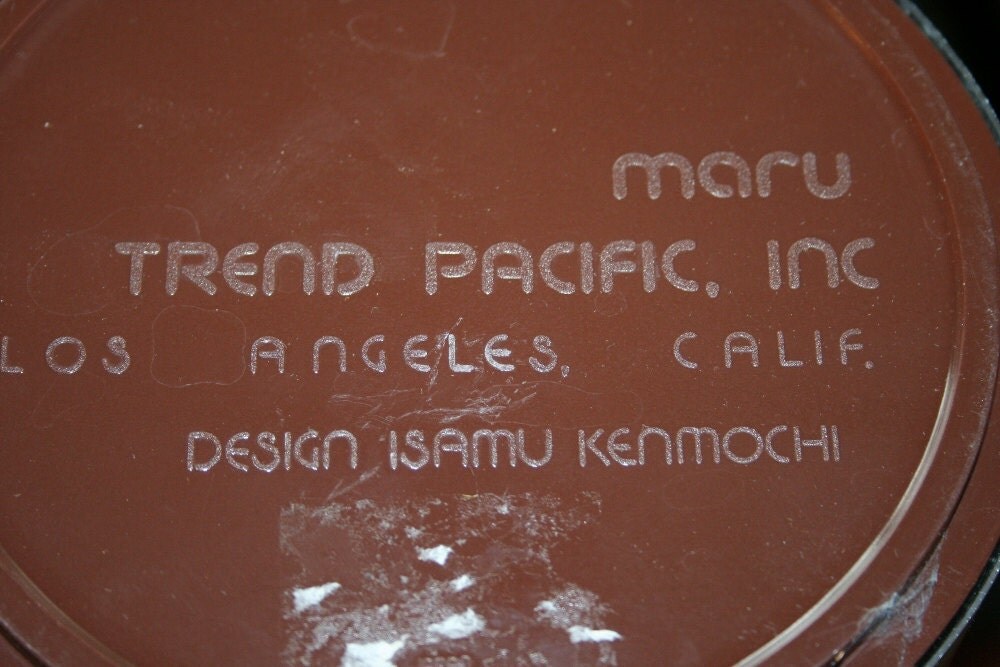 maru
TREND PACIFIC, INC
LOS ANGELES, CALIF.
DESIGN ISAMU KENMOCHI